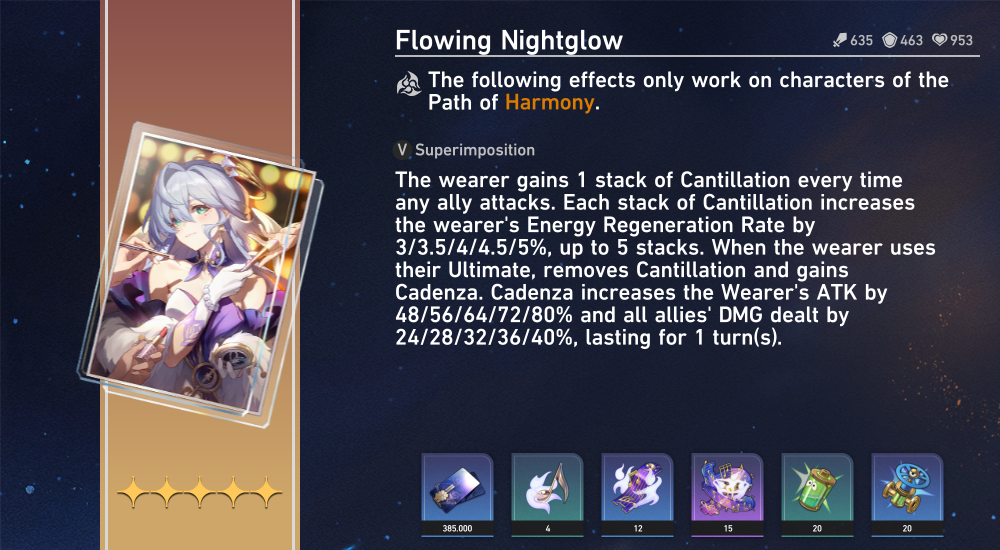 Flowing Nightglow
635 463 953
The following effects only work on characters of the
Path of Harmony.
V Superimposition
The wearer gains 1 stack of Cantillation every time
any ally attacks. Each stack of Cantillation increases
the wearer's Energy Regeneration Rate by
3/3.5/4/4.5/5%, up to 5 stacks. When the wearer uses
their Ultimate, removes Cantillation and gains
Cadenza. Cadenza increases the Wearer's ATK by
48/56/64/72/80% and all allies' DMG dealt by
24/28/32/36/40%, lasting for 1 turn(s).
385.000 4 12 15 20 20